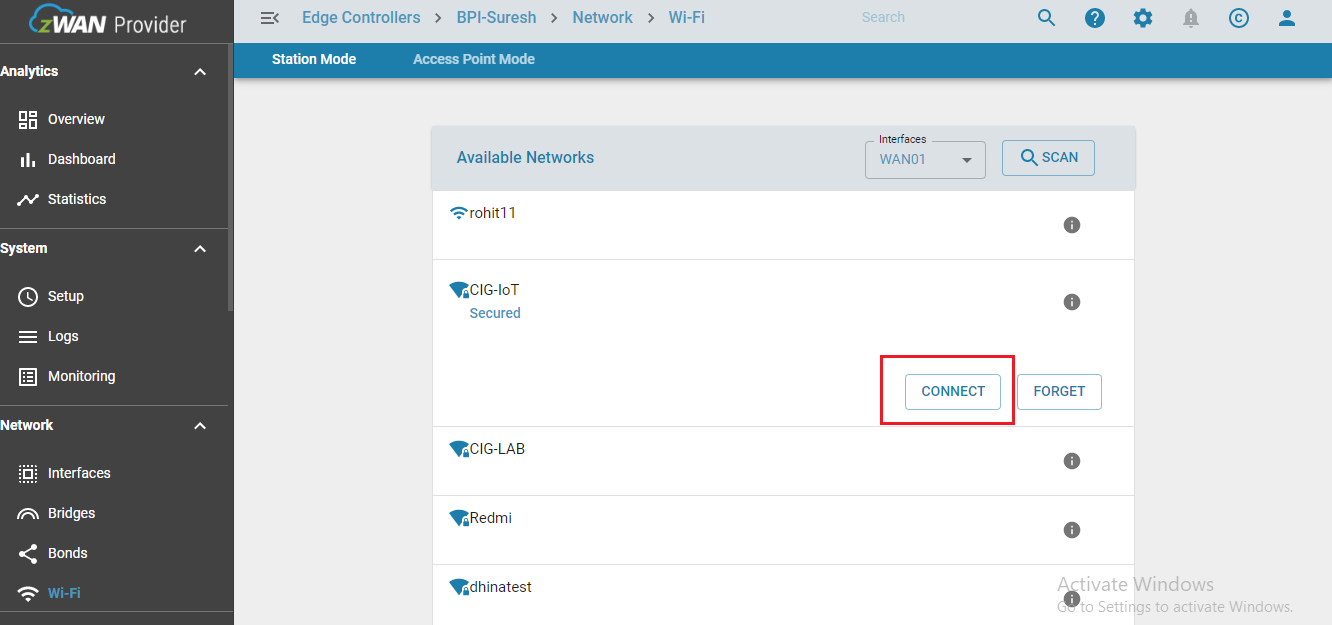 zWAN Provider
Edge Controllers > BPI-Suresh > Network > Wi-Fi
Search
Station Mode
Access Point Mode
Analytics
Overview
Dashboard
Statistics
System
Setup
Logs
Monitoring
Network
Interfaces
Bridges
Bonds
Wi-Fi
Available Networks
Interfaces
WAN01
SCAN
rohit11
CIG-IoT
Secured
CONNECT
FORGET
CIG-LAB
Redmi
dhinatest
Activate Windows
Go to Settings to activate Windows.